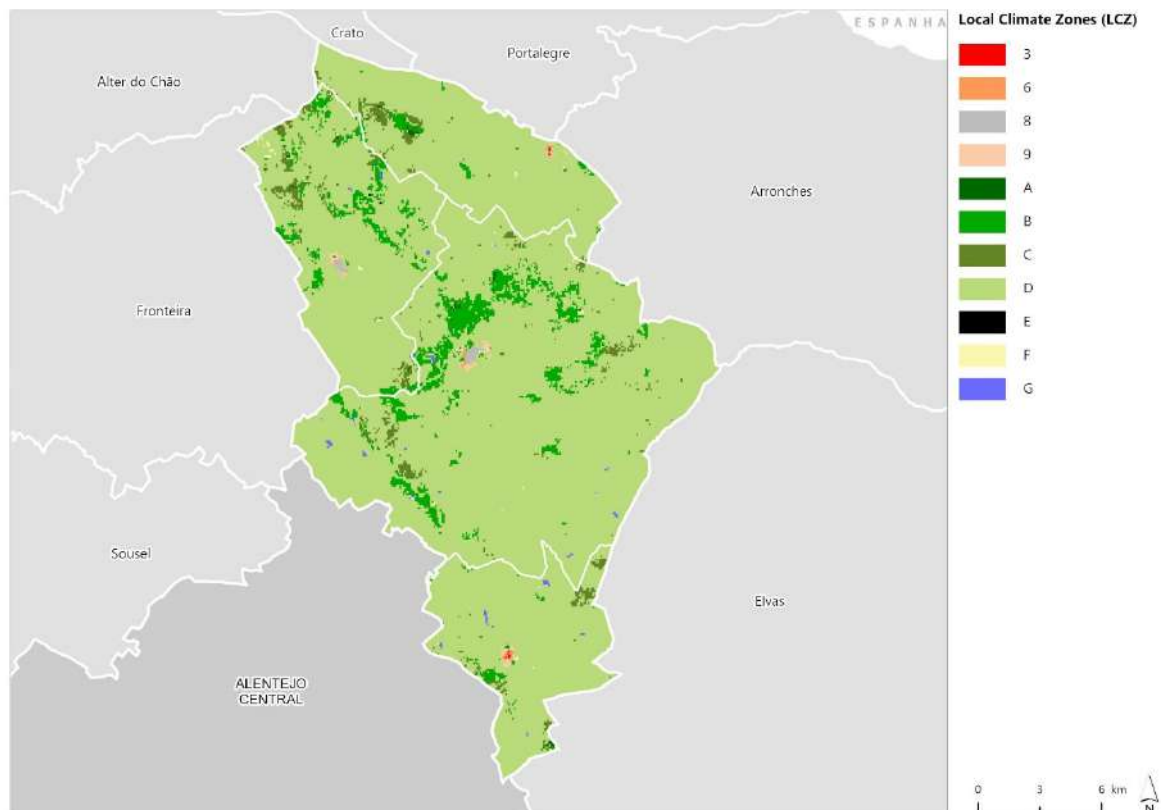 ESPANHA
Crato
Portalegre
Alter do Chão
Arronches
Fronteira
Sousel
Elvas
ALENTEJO
CENTRAL
Local Climate Zones (LCZ)
3
6
8
9
A
B
C
D
E
F
G
0 3 6 km
N